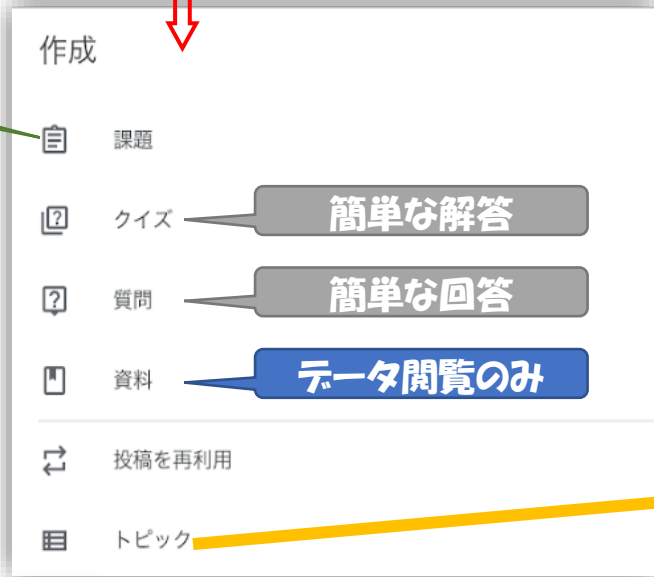 作成
課題
クイズ 簡単な解答
質問 簡単な回答
資料 データ閲覧のみ
投稿を再利用
トピック